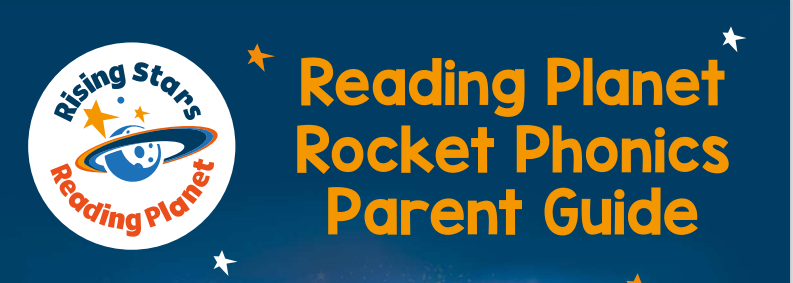 Rising Stars
Reading Planet
Reading Planet
Rocket Phonics
Parent Guide